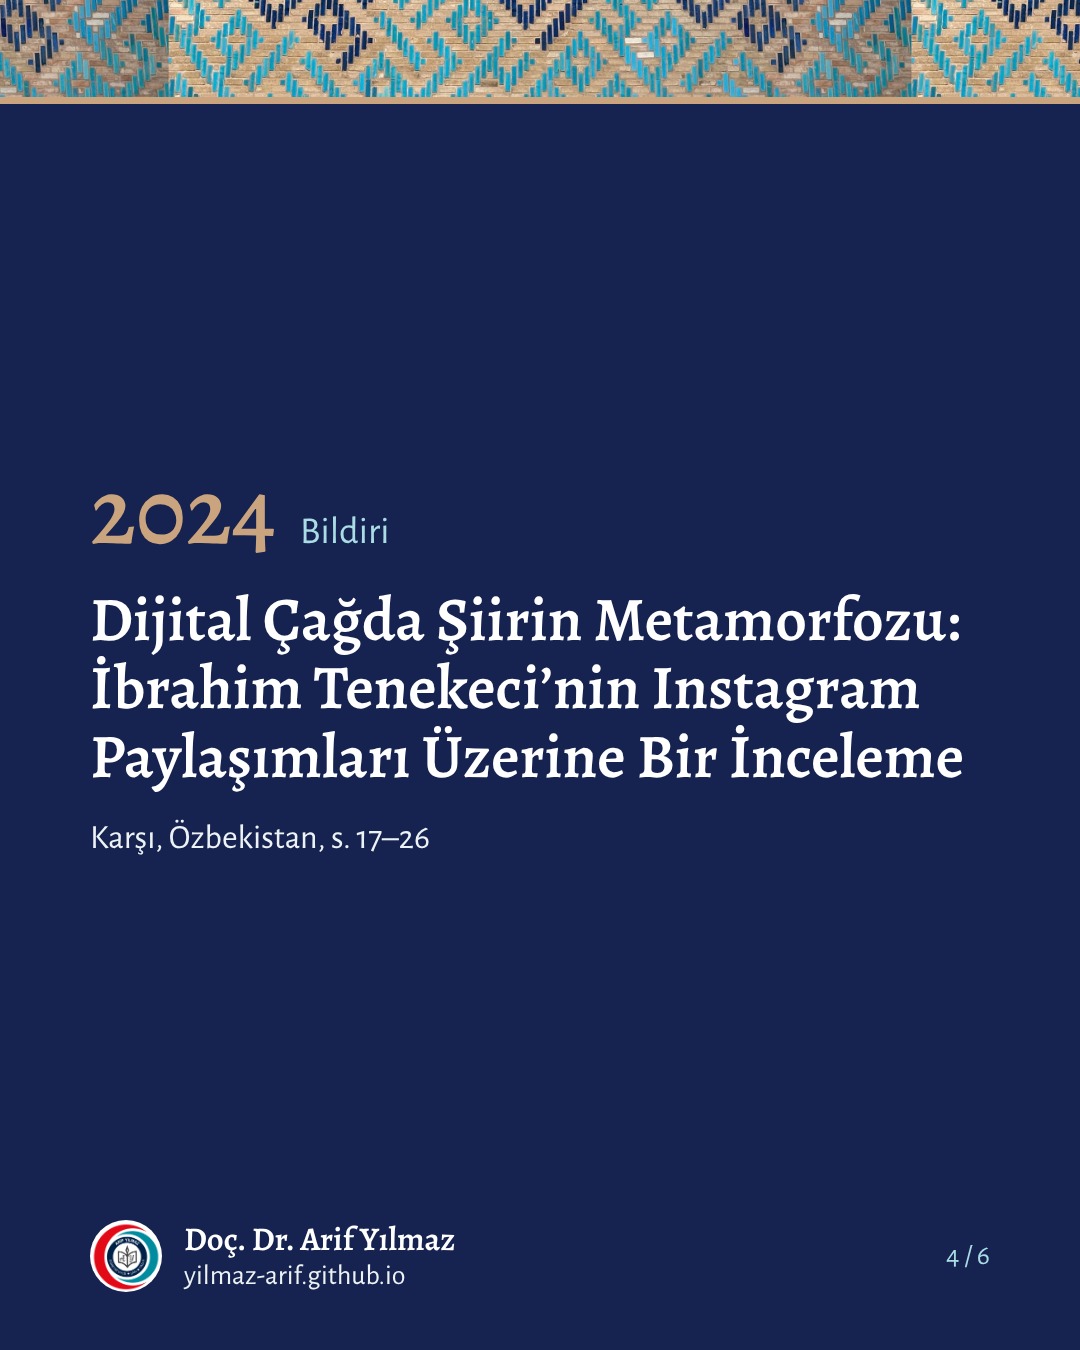 2024 Bildiri
Dijital Çağda Şiirin Metamorfozu:
İbrahim Tenekeci’nin Instagram
Paylaşımları Üzerine Bir İnceleme
Karşı, Özbekistan, s. 17–26
Doç. Dr. Arif Yılmaz
yilmaz-arif.github.io
4 / 6